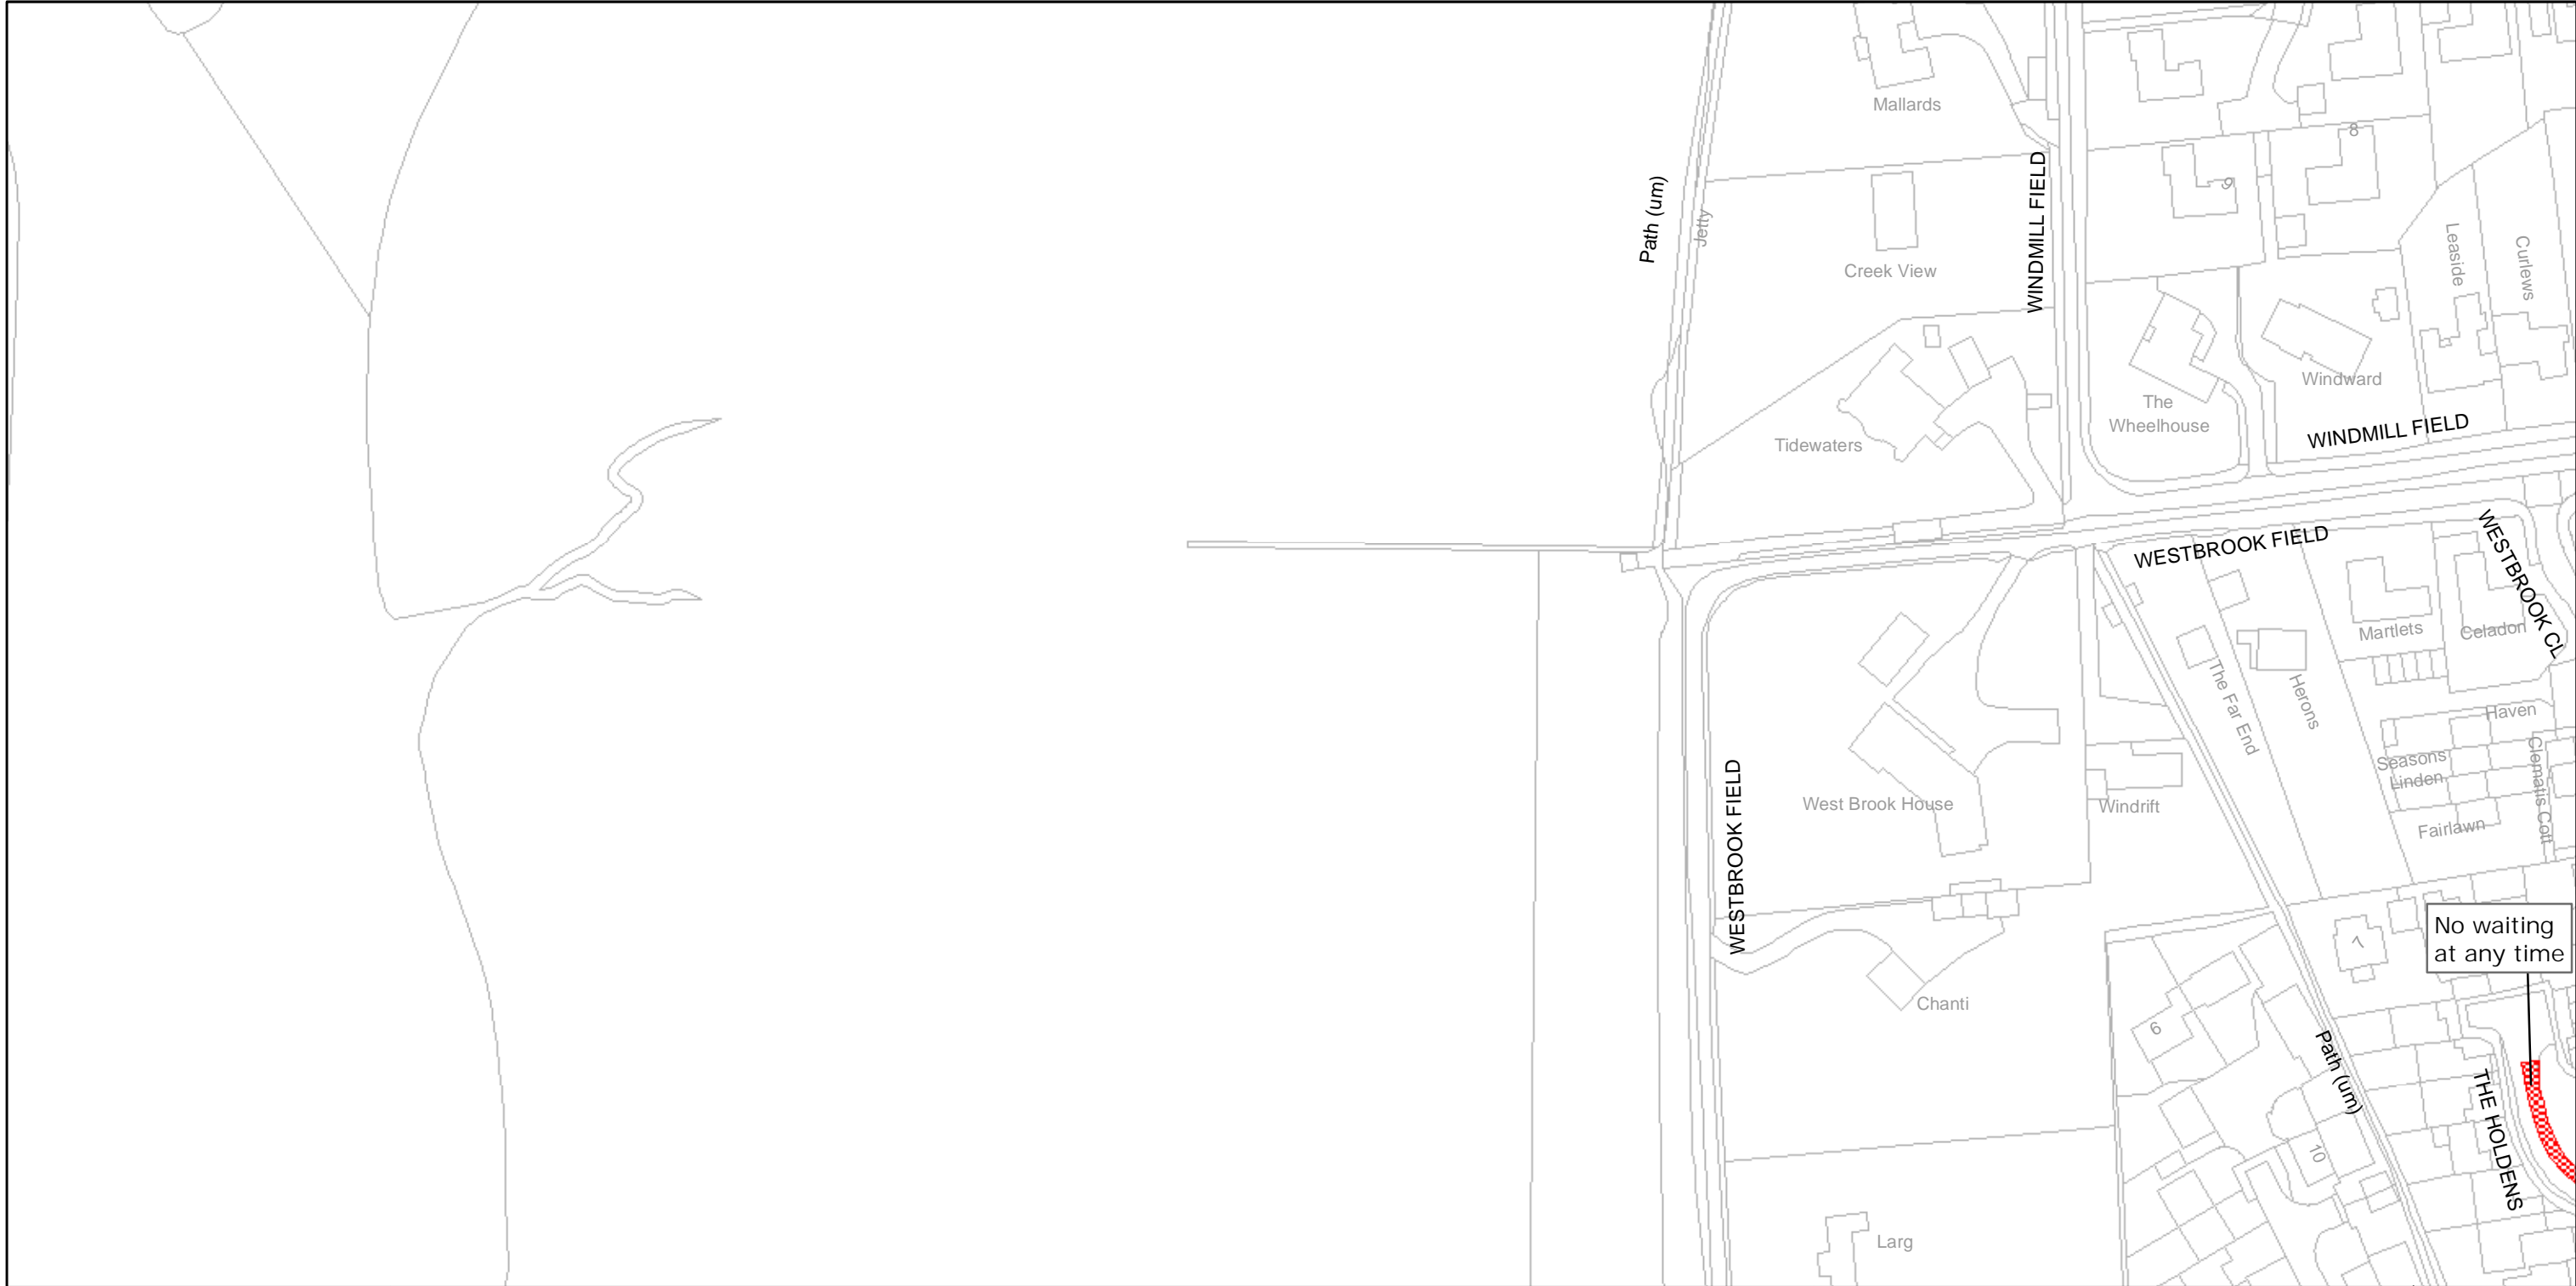 Mallards
8
9
Path (um)
Jetty
WINDMILL FIELD
Creek View
Leaside
Curlews
Windward
The
Wheelhouse
WINDMILL FIELD
Tidewaters
WESTBROOK FIELD
WESTBROOK CL
Martlets
Celadon
The Far End
Herons
Haven
Seasons
Linden
Clematis Cott
Fairlawn
WESTBROOK FIELD
West Brook House
Windrift
No waiting
at any time
7
Chanti
6
Path (um)
THE HOLDENS
10
Larg